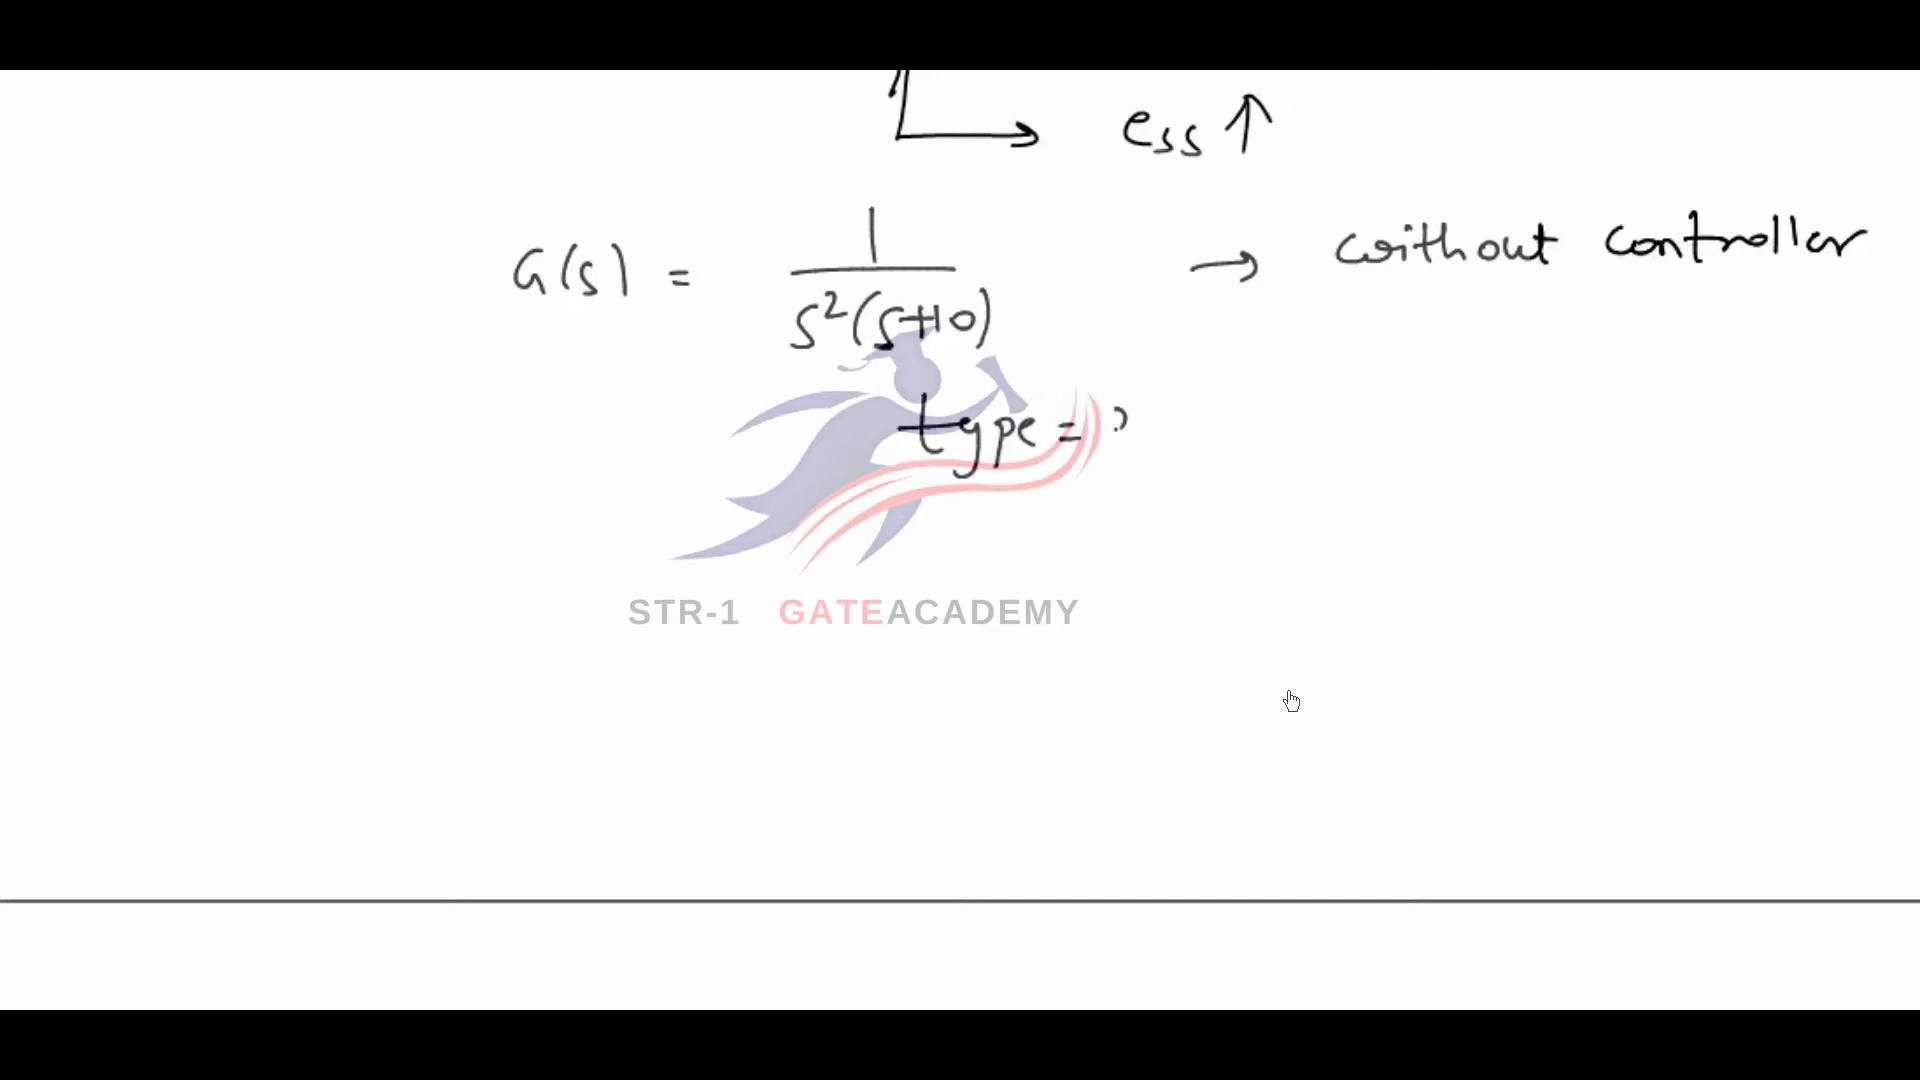 ess ↑
G(s) = 1 / s²(s+10) → without controller
type =
STR-1 GATEACADEMY